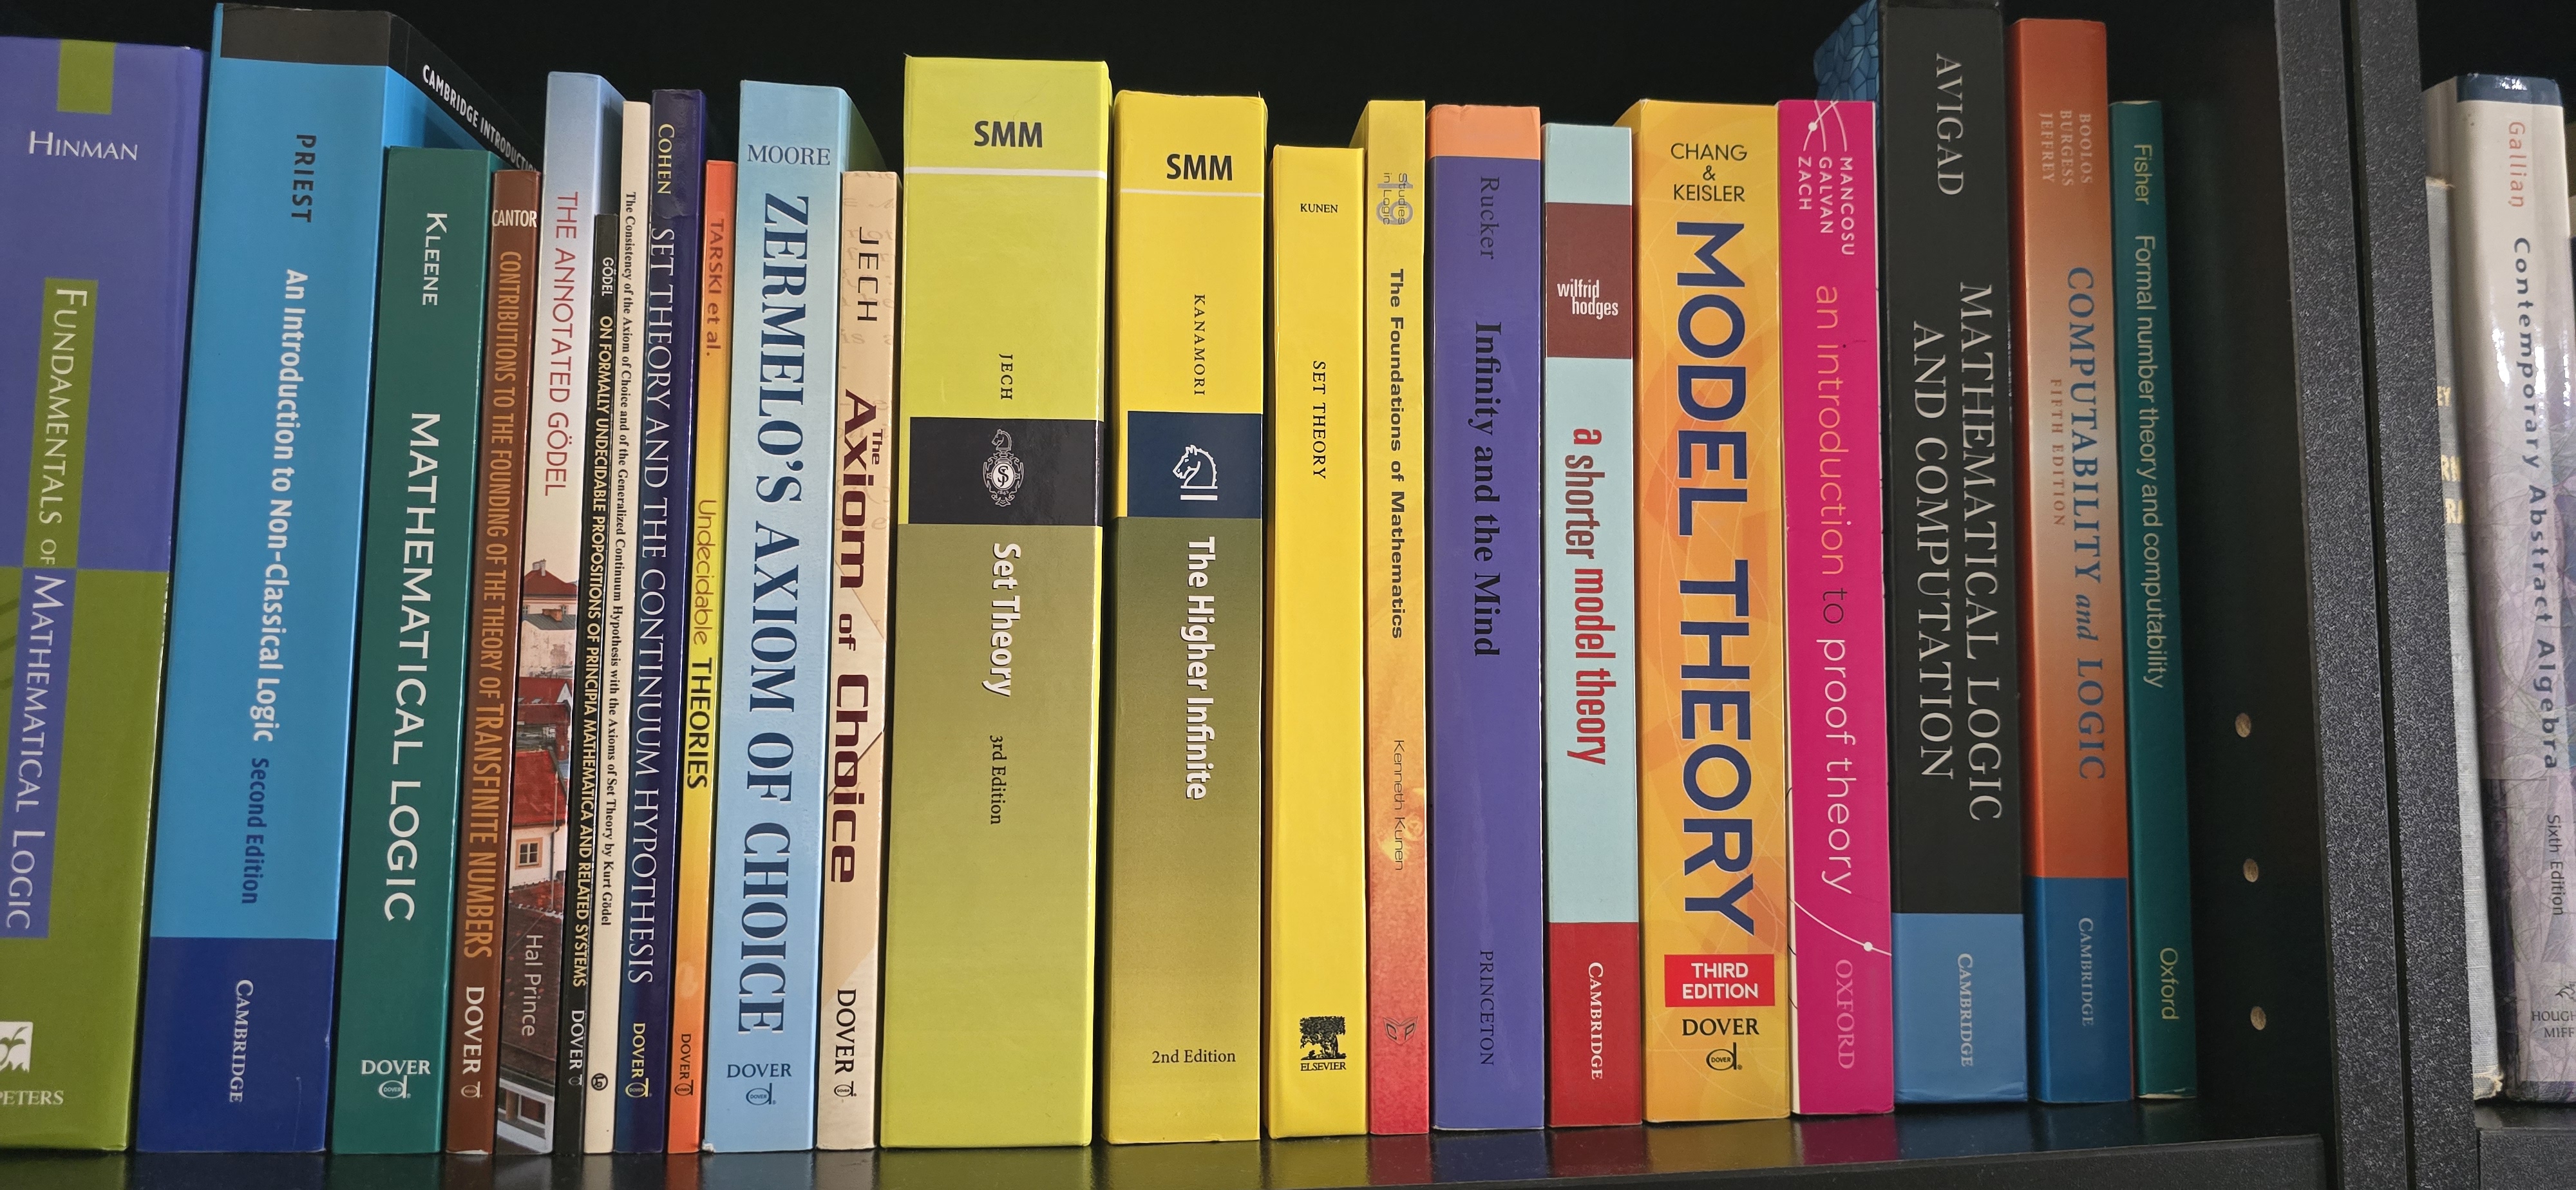 HINMAN
FUNDAMENTALS OF MATHEMATICAL LOGIC
PETERS
PRIEST
An Introduction to Non-Classical Logic Second Edition
CAMBRIDGE
CAMBRIDGE INTRODUCTIO
KLEENE
MATHEMATICAL LOGIC
DOVER
CANTOR
CONTRIBUTIONS TO THE FOUNDING OF THE THEORY OF TRANSFINITE NUMBERS
DOVER
THE ANNOTATED GÖDEL
Hal Prince
GÖDEL
ON FORMALLY UNDECIDABLE PROPOSITIONS OF PRINCIPIA MATHEMATICA AND RELATED SYSTEMS
DOVER
The Consistency of the Axiom of Choice and of the Generalized Continuum Hypothesis with the Axioms of Set Theory by Kurt Gödel
COHEN
SET THEORY AND THE CONTINUUM HYPOTHESIS
DOVER
TARSKI et al.
Undecidable THEORIES
DOVER
MOORE
ZERMELO'S AXIOM OF CHOICE
DOVER
DOVER
JECH
The
Axiom of Choice
DOVER
SMM
JECH
Set Theory
3rd Edition
SMM
KANAMORI
The Higher Infinite
2nd Edition
KUNEN
SET THEORY
ELSEVIER
Studies
in Logic
The Foundations of Mathematics
Kenneth Kunen
Rucker
Infinity and the Mind
PRINCETON
wilfrid
hodges
a shorter model theory
CAMBRIDGE
CHANG
&
KEISLER
MODEL THEORY
THIRD
EDITION
DOVER
DOVER
MANCOSU
GALVAN
ZACH
an introduction to proof theory
OXFORD
AVIGAD
MATHEMATICAL LOGIC
AND COMPUTATION
CAMBRIDGE
BOOLOS
BURGESS
JEFFREY
COMPUTABILITY and LOGIC
FIFTH EDITION
CAMBRIDGE
Fisher
Formal number theory and computability
Oxford
Gallian
Contemporary Abstract Algebra
Sixth Edition
HOUGH
MIFF